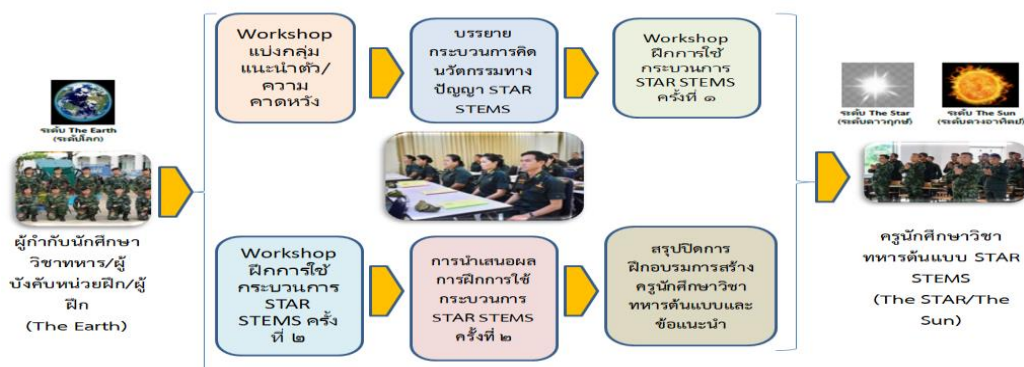 ระดับ The Earth
(ระดับโลก)
ผู้กำกับนักศึกษา
วิชาทหาร/ผู้
บังคับหน่วยฝึก/ผู้
ฝึก
(The Earth)
Workshop
แบ่งกลุ่ม
แนะนำตัว/
ความ
คาดหวัง
บรรยาย
กระบวนการคิด
นวัตกรรมทาง
ปัญญา STAR
STEMS
Workshop
ฝึกการใช้
กระบวนการ
STAR STEMS
ครั้งที่ ๑
Workshop
ฝึกการใช้
กระบวนการ
STAR
STEMS ครั้ง
ที่ ๒
การนำเสนอผล
การฝึกการใช้
กระบวนการ
STAR STEMS
ครั้งที่ ๒
สรุปปิดการ
ฝึกอบรมการสร้าง
ครูนักศึกษาวิชา
ทหารต้นแบบและ
ข้อแนะนำ
ระดับ The Star
(ระดับดาวฤกษ์)
ระดับ The Sun
(ระดับดวงอาทิตย์)
ครูนักศึกษาวิชา
ทหารต้นแบบ STAR
STEMS
(The STAR/The
Sun)